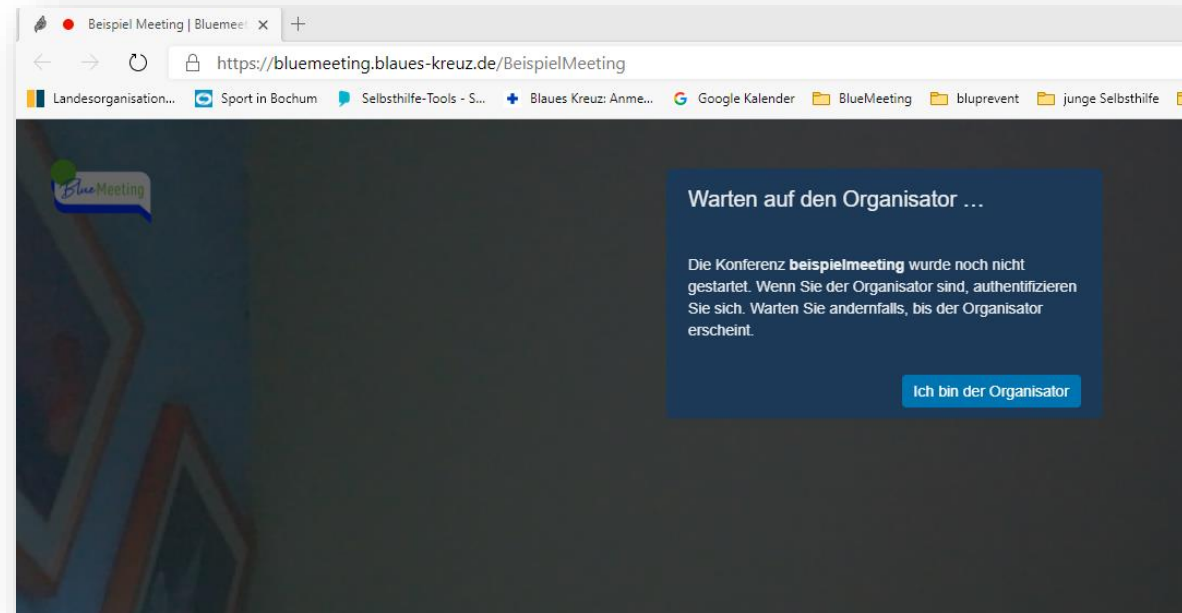 Beispiel Meeting | Bluemee
https://bluemeeting.blaues-kreuz.de/BeispielMeeting
Landesorganisation... Sport in Bochum Selbsthilfe-Tools - S... Blaues Kreuz: Anme... Google Kalender BlueMeeting bluprevent junge Selbsthilfe
BlueMeeting
Warten auf den Organisator ...
Die Konferenz beispielmeeting wurde noch nicht
gestartet. Wenn Sie der Organisator sind, authentifizieren
Sie sich. Warten Sie andernfalls, bis der Organisator
erscheint.
Ich bin der Organisator